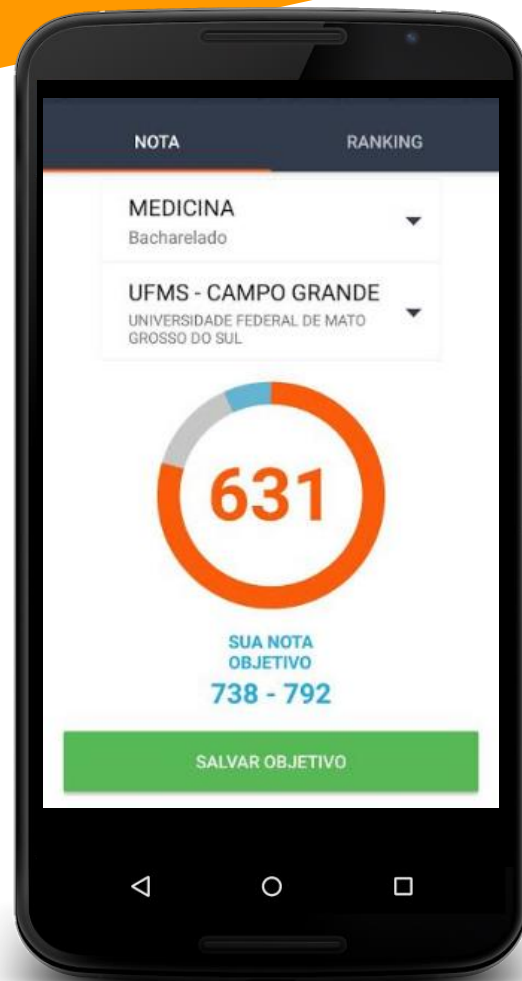 NOTA RANKING
MEDICINA
Bacharelado
UFMS - CAMPO GRANDE
UNIVERSIDADE FEDERAL DE MATO
GROSSO DO SUL
631
SUA NOTA
OBJETIVO
738 - 792
SALVAR OBJETIVO